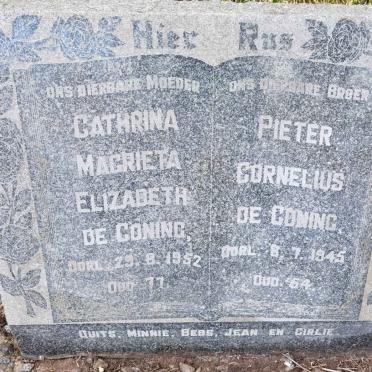 Hier Rus
ONS DIERBARE MOEDER
CATHRINA
MAGRIETA
ELIZABETH
DE CONING,
OORL. 29. 8. 1952
OUD 77.
ONS DIERBARE BROER
PIETER
CORNELIUS
DE CONING,
OORL. 6. 7. 1945.
OUD 64.
OUITS, MINNIE, BEBS, JEAN EN GIRLIE